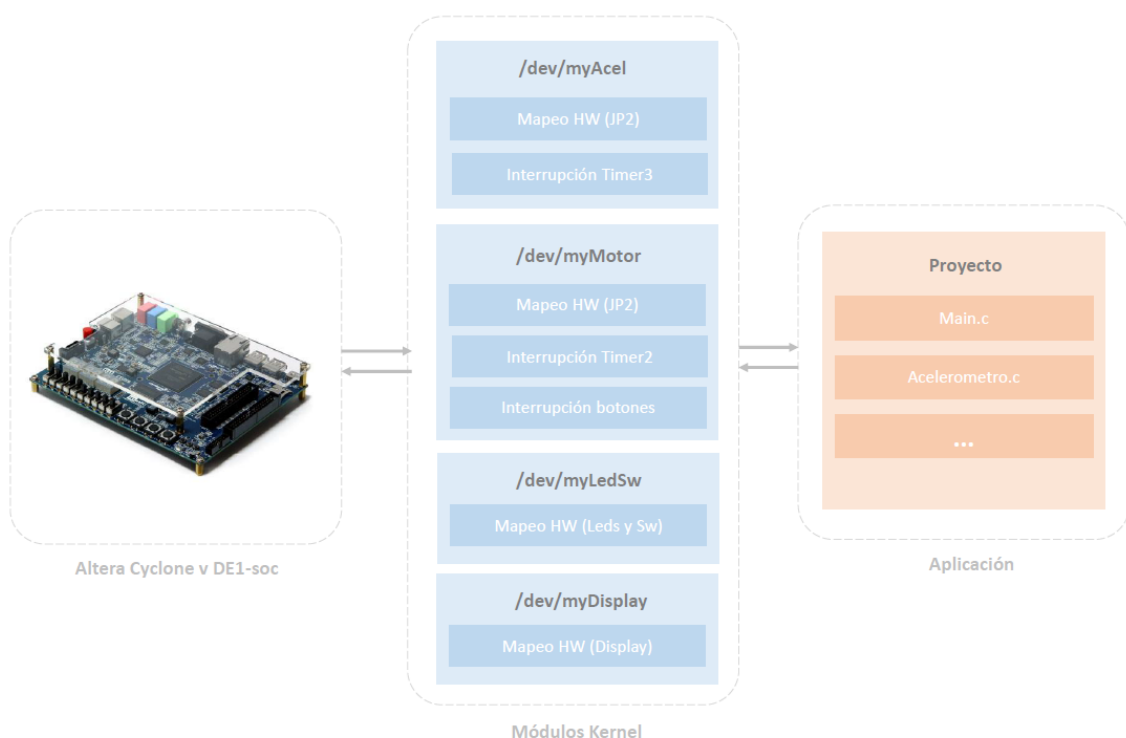 /dev/myAcel
Mapeo HW (JP2)
Interrupción Timer3
/dev/myMotor
Mapeo HW (JP2)
Interrupción Timer2
Interrupción botones
/dev/myLedSw
Mapeo HW (Leds y Sw)
/dev/myDisplay
Mapeo HW (Display)
Módulos Kernel
Altera Cyclone v DE1-soc
Proyecto
Main.c
Acelerometro.c
...
Aplicación